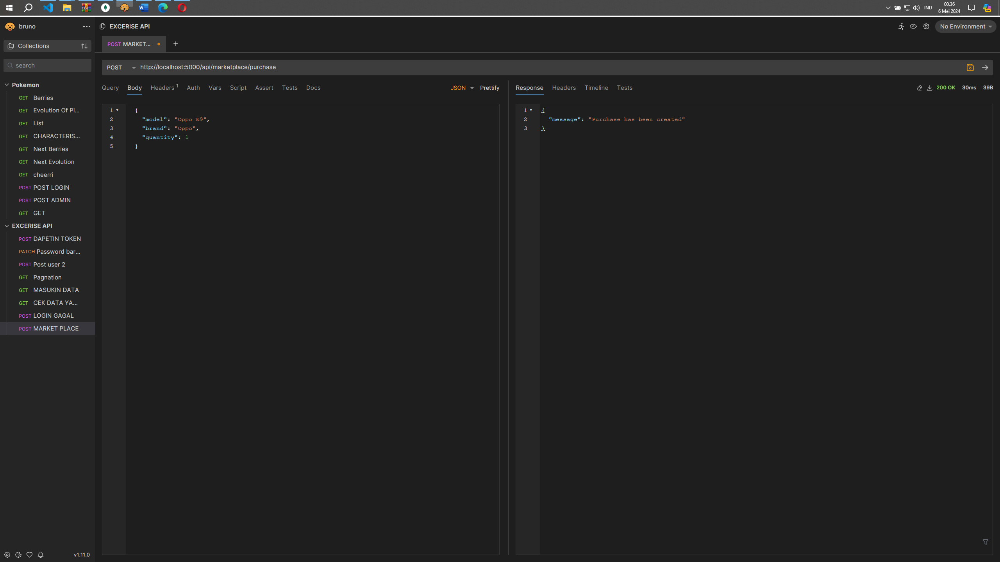 00.36
IND
6 Mei 2024
bruno
EXCERISE API
No Environment
Collections
POST MARKET...
search
POST http://localhost:5000/api/marketplace/purchase
Query Body Headers 1 Auth Vars Script Assert Tests Docs JSON Prettify
Response Headers Timeline Tests 200 OK 30ms 39B
1 {
2 "model": "Oppo K9",
3 "brand": "Oppo",
4 "quantity": 1
5 }
1 {
2 "message": "Purchase has been created"
3 }
Pokemon
GET Berries
GET Evolution Of Pi...
GET List
GET CHARACTERIS...
GET Next Berries
GET Next Evolution
GET cheerri
POST POST LOGIN
POST POST ADMIN
GET GET
EXCERISE API
POST DAPETIN TOKEN
PATCH Password bar...
POST Post user 2
GET Pagnation
GET MASUKIN DATA
GET CEK DATA YA...
POST LOGIN GAGAL
POST MARKET PLACE
v1.11.0